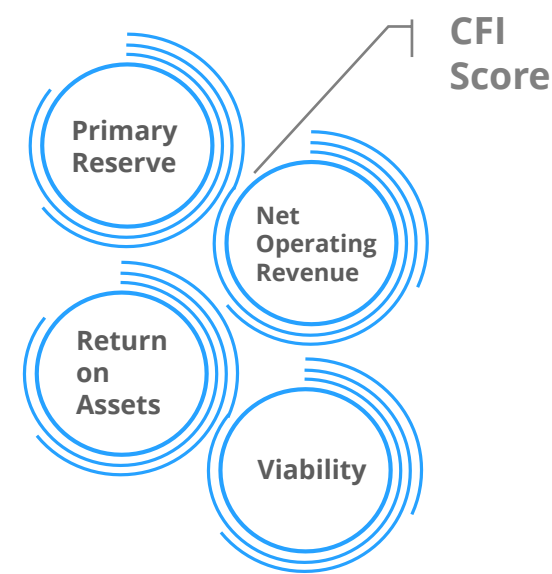 CFI
Score
Primary
Reserve
Net
Operating
Revenue
Return
on
Assets
Viability